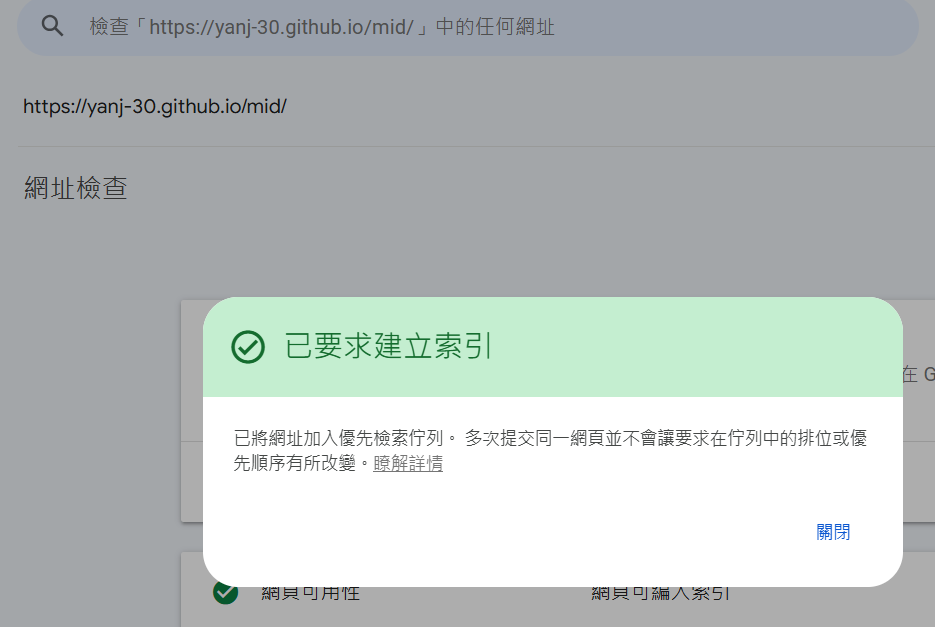 檢查「https://yanj-30.github.io/mid/」中的任何網址
https://yanj-30.github.io/mid/
網址檢查
已要求建立索引
在 G
已將網址加入優先檢索佇列。 多次提交同一網頁並不會讓要求在佇列中的排位或優
先順序有所改變。瞭解詳情
關閉
網頁可用性
網頁可編入索引